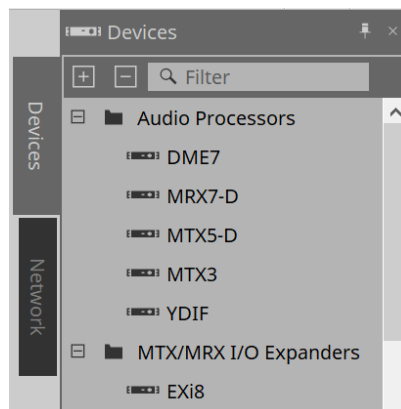 Devices
Filter
Devices
Network
Audio Processors
DME7
MRX7-D
MTX5-D
MTX3
YDIF
MTX/MRX I/O Expanders
EXi8